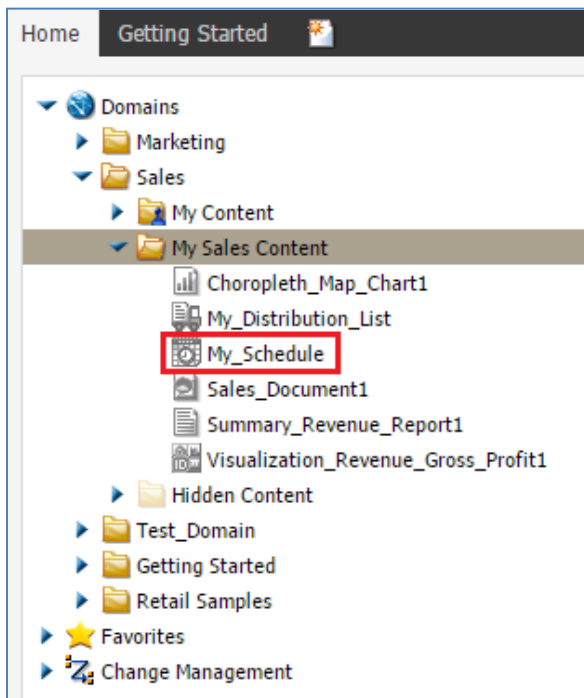 Home Getting Started
Domains
Marketing
Sales
My Content
My Sales Content
Choropleth_Map_Chart1
My_Distribution_List
My_Schedule
Sales_Document1
Summary_Revenue_Report1
Visualization_Revenue_Gross_Profit1
Hidden Content
Test_Domain
Getting Started
Retail Samples
Favorites
Change Management